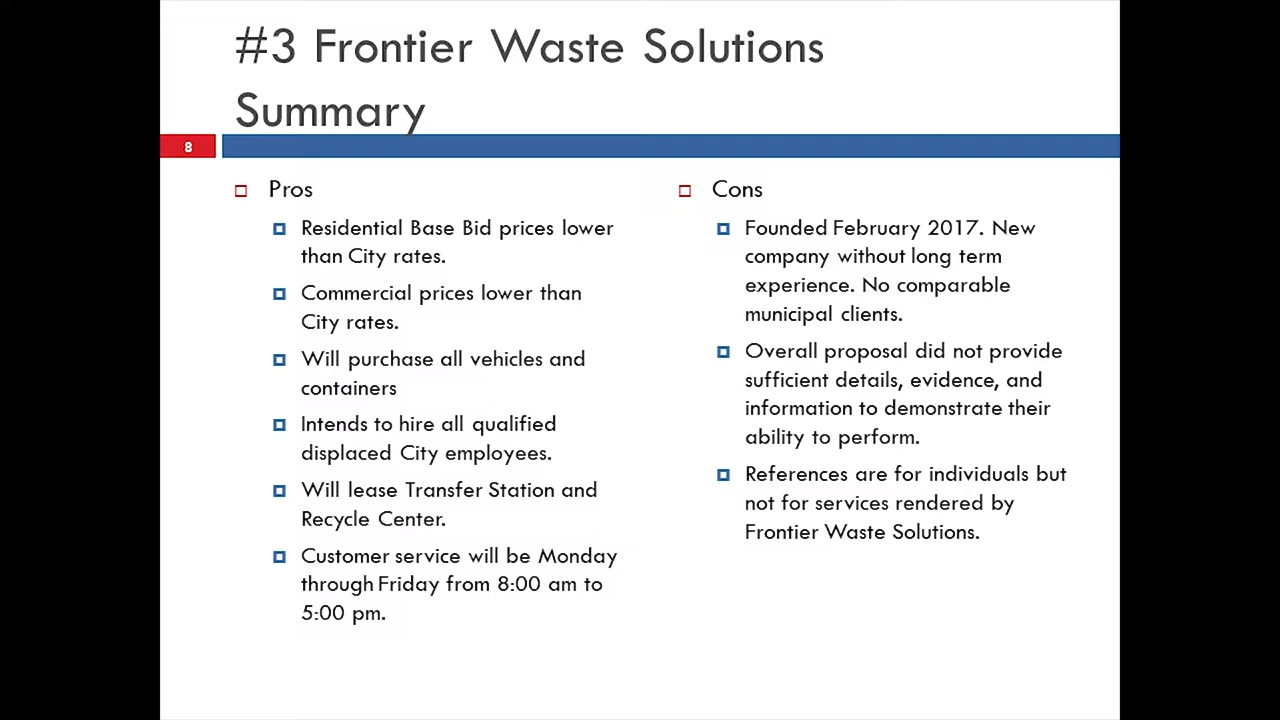 #3 Frontier Waste Solutions
Summary
8
Pros
Residential Base Bid prices lower
than City rates.
Commercial prices lower than
City rates.
Will purchase all vehicles and
containers
Intends to hire all qualified
displaced City employees.
Will lease Transfer Station and
Recycle Center.
Customer service will be Monday
through Friday from 8:00 am to
5:00 pm.
Cons
Founded February 2017. New
company without long term
experience. No comparable
municipal clients.
Overall proposal did not provide
sufficient details, evidence, and
information to demonstrate their
ability to perform.
References are for individuals but
not for services rendered by
Frontier Waste Solutions.